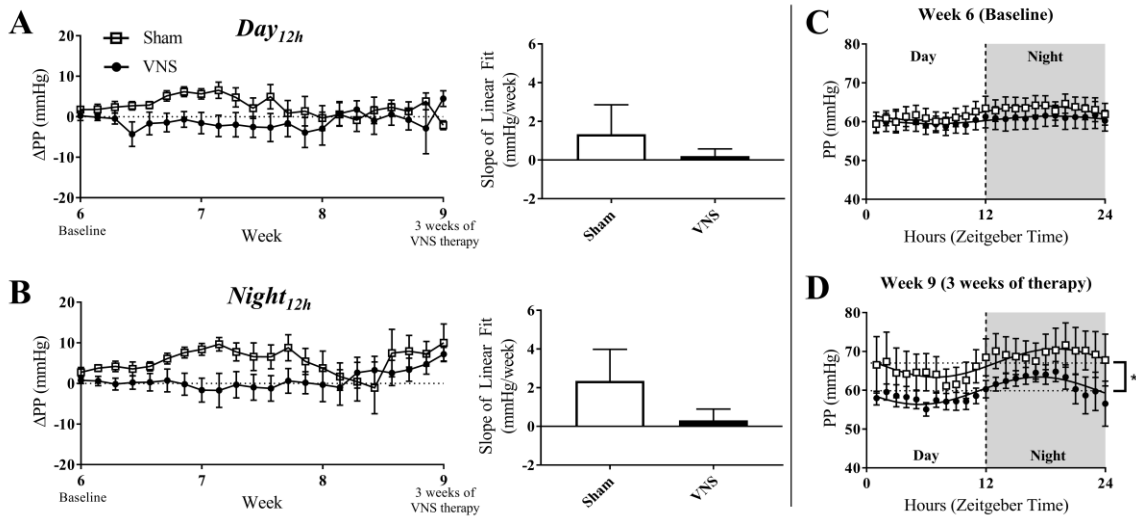 A
Day12h
Sham
VNS
ΔPP (mmHg)
20
10
0
-10
-20
6
7
8
9
Baseline
Week
3 weeks of
VNS therapy
Slope of Linear Fit
(mmHg/week)
6
4
2
0
-2
Sham
VNS
B
Night12h
ΔPP (mmHg)
20
10
0
-10
-20
6
7
8
9
Baseline
Week
3 weeks of
VNS therapy
Slope of Linear Fit
(mmHg/week)
6
4
2
0
-2
Sham
VNS
C
Week 6 (Baseline)
Day
Night
PP (mmHg)
80
70
60
50
40
0
12
24
Hours (Zeitgeber Time)
D
Week 9 (3 weeks of therapy)
PP (mmHg)
80
70
60
50
40
*
Day
Night
0
12
24
Hours (Zeitgeber Time)